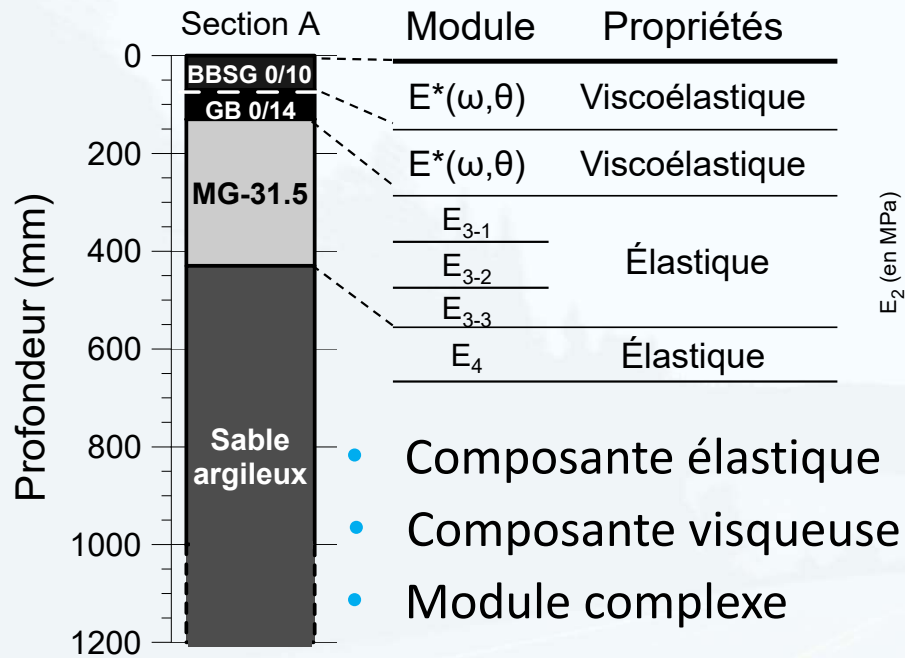 Section A
Module
Propriétés
Profondeur (mm)
0
200
400
600
800
1000
1200
BBSG 0/10
GB 0/14
MG-31.5
Sable
argileux
E*(ω,θ) Viscoélastique
E*(ω,θ) Viscoélastique
E3-1
E3-2
E3-3
Élastique
E4 Élastique
E2 (en MPa)
• Composante élastique
• Composante visqueuse
• Module complexe